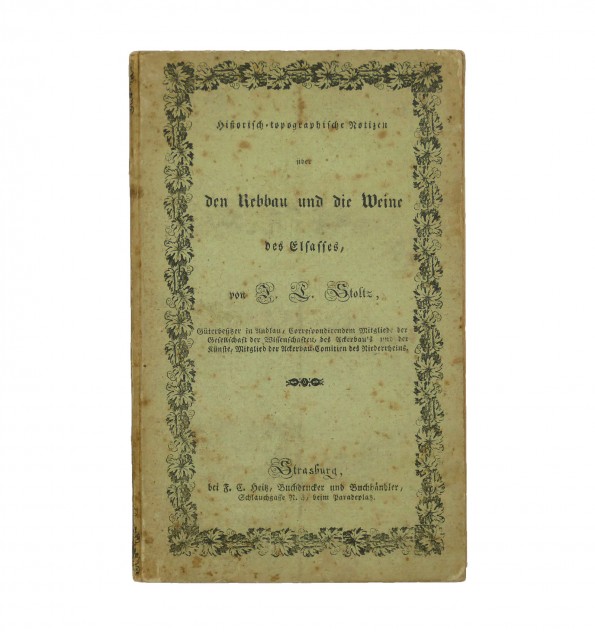 Historisch-topographische Notizen
über
den Rebbau und die Weine
des Elsasses,
von J. L. Stoltz,
Güterbesitzer in Andlau, Correspondirendem Mitgliede der
Gesellschaft der Wissenschaften, des Ackerbau's und der
Künste, Mitglied der Ackerbau-Comitien des Niederrheins.
Strasburg,
bei F. C. Heitz, Buchdrucker und Buchhändler,
Schlauchgasse N. 3, beim Paradeplatz.